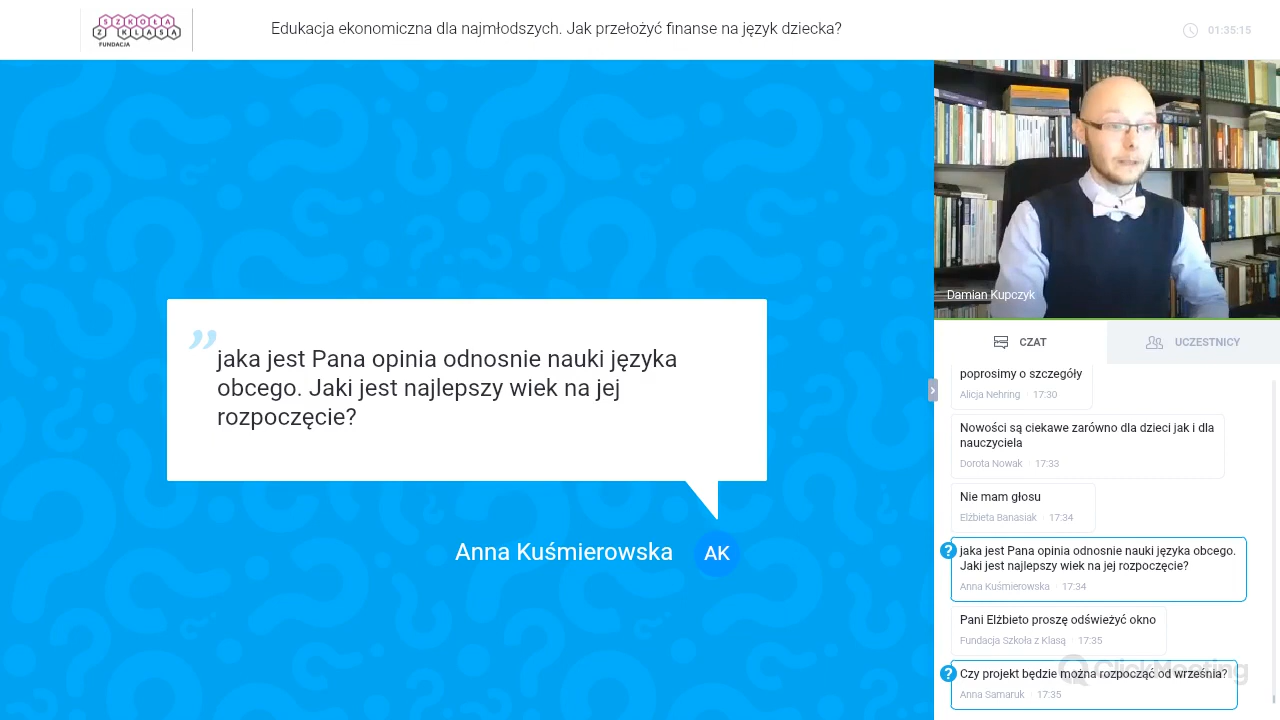 SZKOŁA
Z KLASĄ
FUNDACJA
Edukacja ekonomiczna dla najmłodszych. Jak przełożyć finanse na język dziecka?
01:35:15
”
jaka jest Pana opinia odnosnie nauki języka
obcego. Jaki jest najlepszy wiek na jej
rozpoczęcie?
Anna Kuśmierowska
AK
Damian Kupczyk
CZAT
UCZESTNICY
poprosimy o szczegóły
Alicja Nehring 17:30
Nowości są ciekawe zarówno dla dzieci jak i dla
nauczyciela
Dorota Nowak 17:33
Nie mam głosu
Elżbieta Banasiak 17:34
?
jaka jest Pana opinia odnosnie nauki języka obcego.
Jaki jest najlepszy wiek na jej rozpoczęcie?
Anna Kuśmierowska 17:34
Pani Elżbieto proszę odświeżyć okno
Fundacja Szkoła z Klasą 17:35
?
Czy projekt będzie można rozpocząć od września?
Anna Samaruk 17:35
ClickMeeting